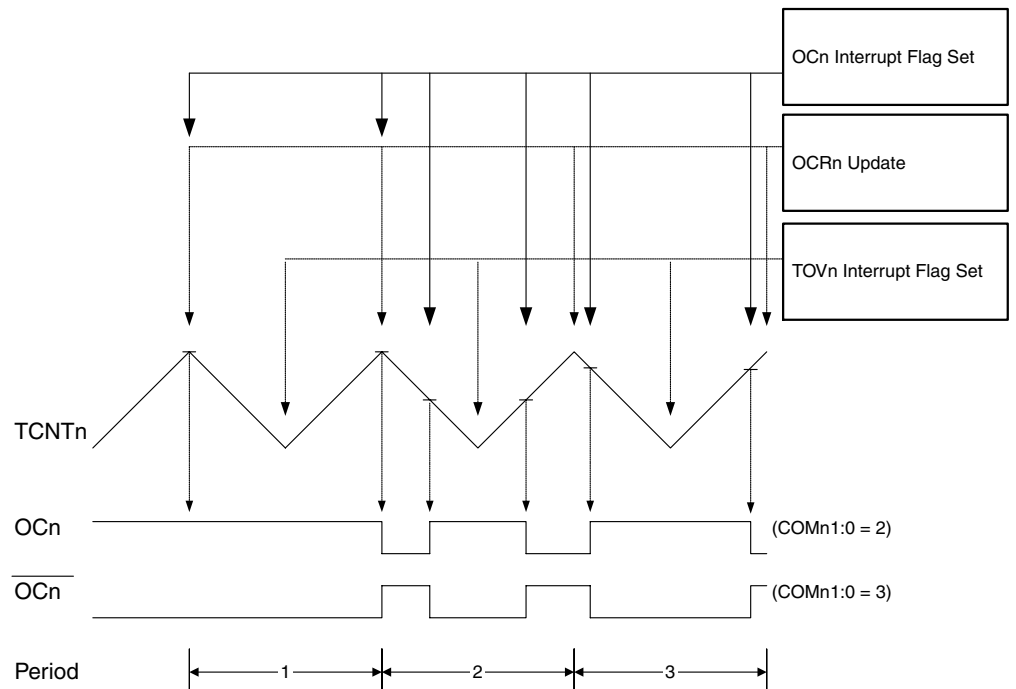 OCn Interrupt Flag Set
OCRn Update
TOVn Interrupt Flag Set
TCNTn
OCn
(COMn1:0 = 2)
OCn
(COMn1:0 = 3)
Period
1
2
3